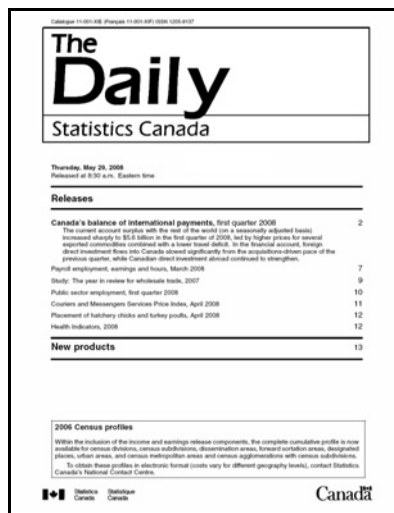 Catalogue 11-001-XIE (Français 11-001-XIF) ISSN 1205-9137
The
Daily
Statistics Canada
Thursday, May 29, 2008
Released at 8:30 a.m. Eastern time
Releases
Canada's balance of international payments, first quarter 2008 2
The current account surplus with the rest of the world (on a seasonally adjusted basis)
increased sharply to $5.6 billion in the first quarter of 2008, led by higher prices for several
exported commodities combined with a lower travel deficit. In the financial account, foreign
direct investment flows into Canada slowed significantly from the acquisitions-driven pace of the
previous quarter, while Canadian direct investment abroad continued to strengthen.
Payroll employment, earnings and hours, March 2008 7
Study: The year in review for wholesale trade, 2007 9
Public sector employment, first quarter 2008 10
Couriers and Messengers Services Price Index, April 2008 11
Placement of hatchery chicks and turkey poults, April 2008 12
Health Indicators, 2008 12
New products 13
2006 Census profiles
Within the inclusion of the income and earnings release components, the complete cumulative profile is now
available for census divisions, census subdivisions, dissemination areas, forward sortation areas, designated
places, urban areas, and census metropolitan areas and census agglomerations with census subdivisions.
To obtain these profiles in electronic format (costs vary for different geography levels), contact Statistics
Canada's National Contact Centre.
Statistics Statistique
Canada Canada
Canada